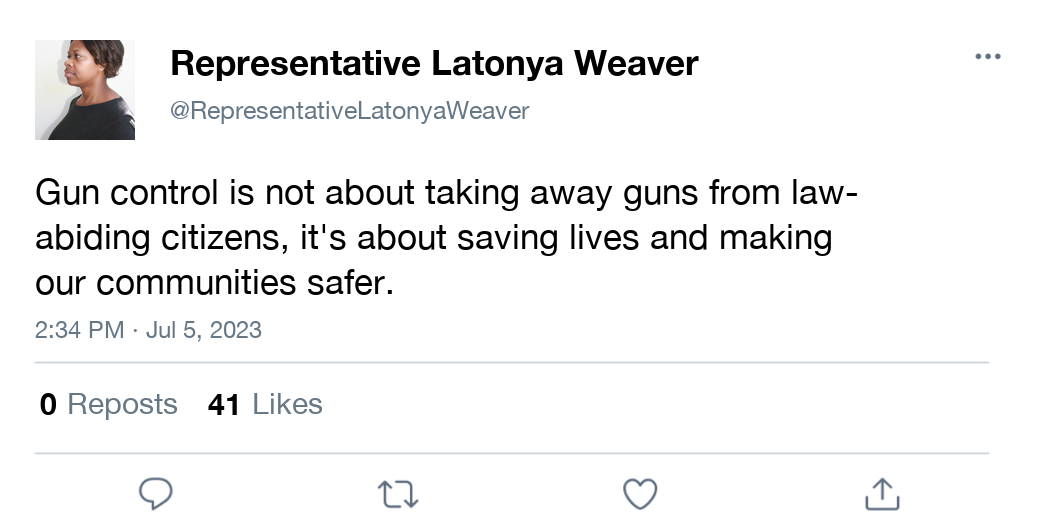 Representative Latonya Weaver
@RepresentativeLatonyaWeaver
Gun control is not about taking away guns from law-
abiding citizens, it's about saving lives and making
our communities safer.
2:34 PM · Jul 5, 2023
0 Reposts 41 Likes